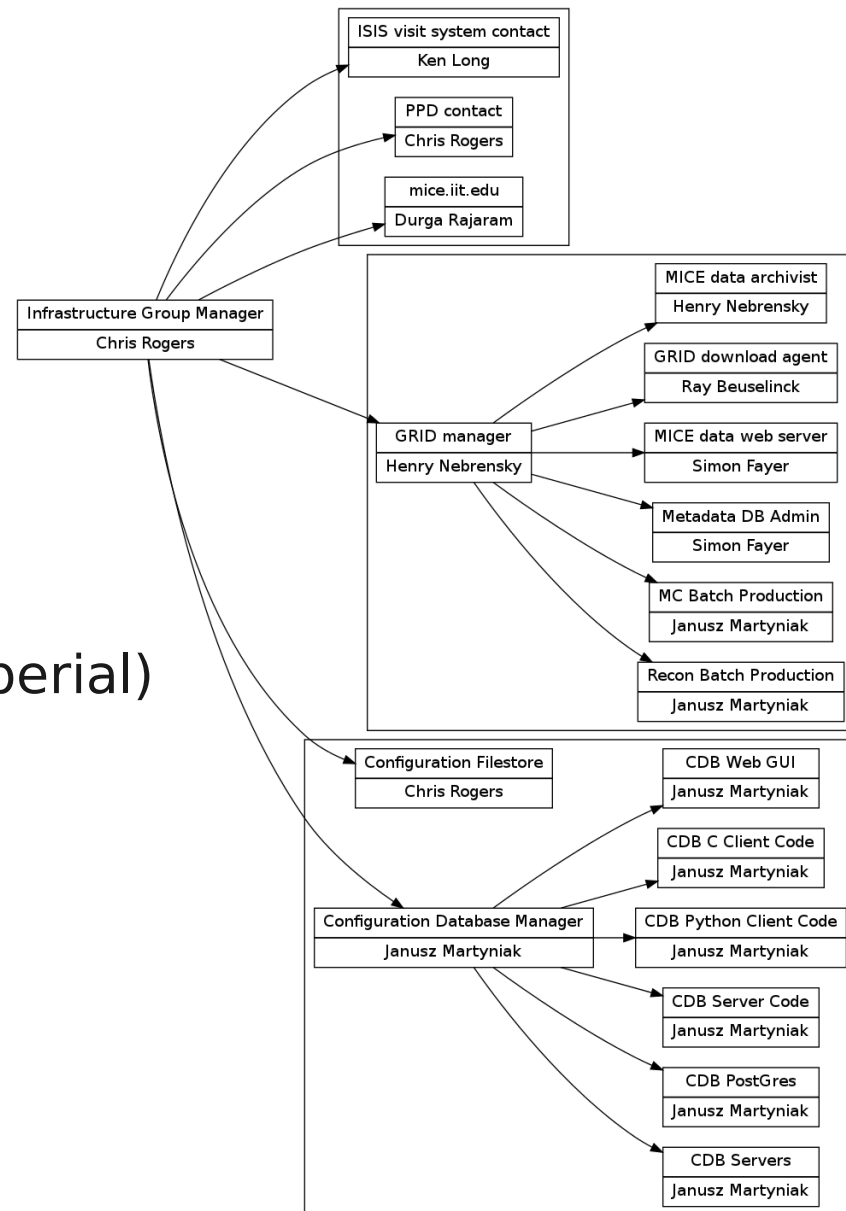 ISIS visit system contact
Ken Long
PPD contact
Chris Rogers
mice.iit.edu
Durga Rajaram
Infrastructure Group Manager
Chris Rogers
MICE data archivist
Henry Nebrensky
GRID download agent
Ray Beuselinck
GRID manager
Henry Nebrensky
MICE data web server
Simon Fayer
Metadata DB Admin
Simon Fayer
MC Batch Production
Janusz Martyniak
perial)
Recon Batch Production
Janusz Martyniak
Configuration Filestore
Chris Rogers
CDB Web GUI
Janusz Martyniak
CDB C Client Code
Janusz Martyniak
Configuration Database Manager
Janusz Martyniak
CDB Python Client Code
Janusz Martyniak
CDB Server Code
Janusz Martyniak
CDB PostGres
Janusz Martyniak
CDB Servers
Janusz Martyniak